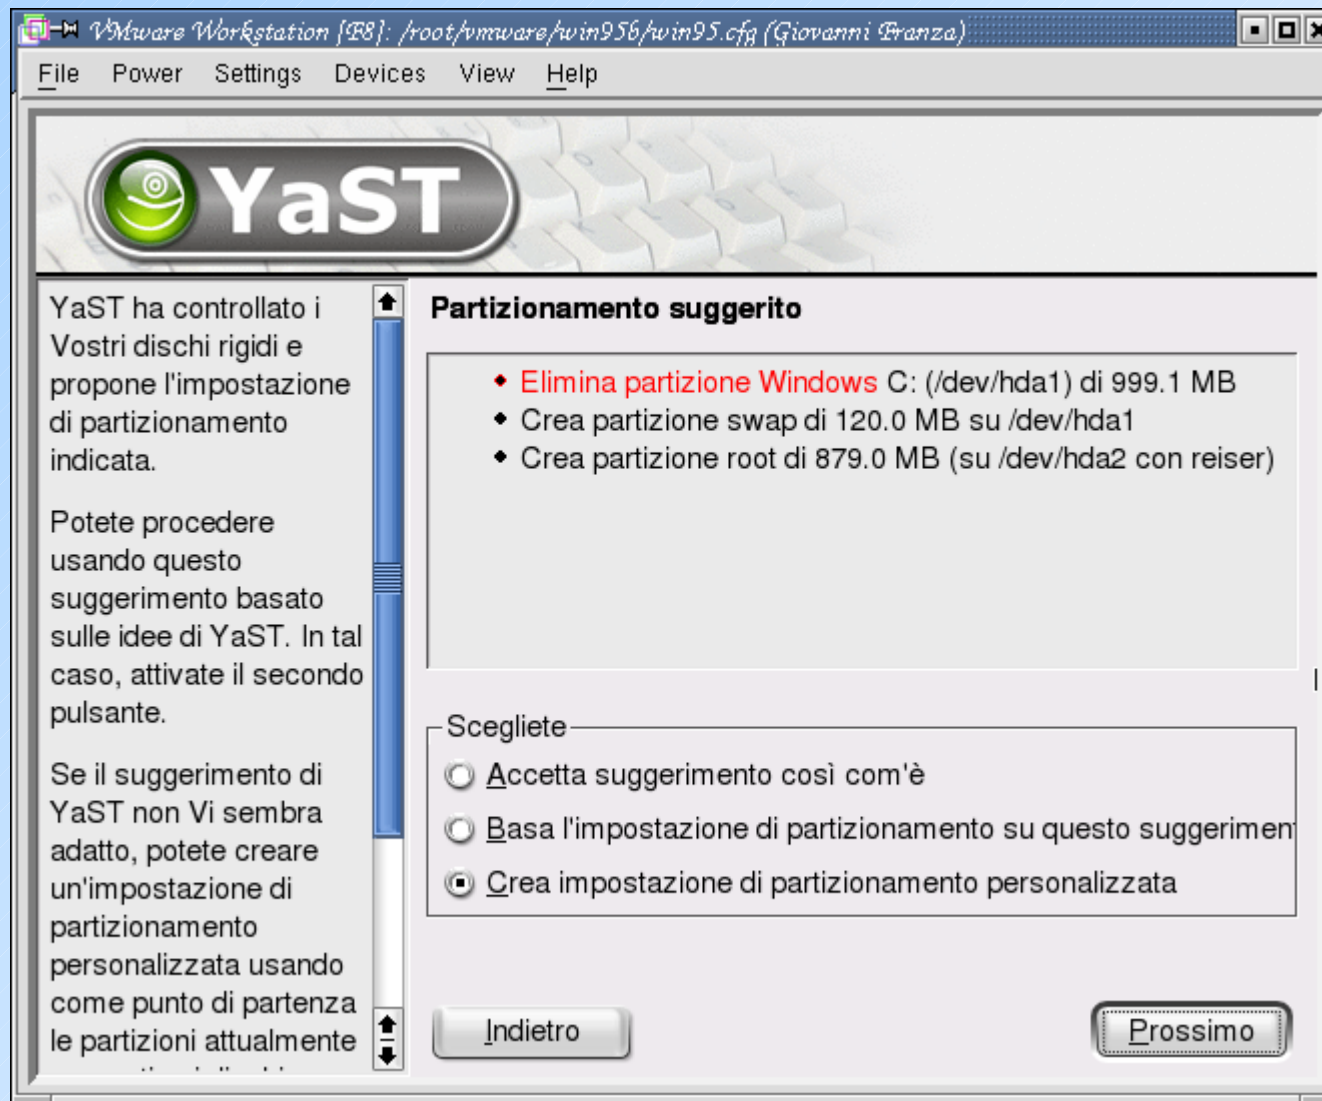 VMware Workstation [F8]: /root/vmware/win95b/win95.cfg (Giovanni Franza)
File Power Settings Devices View Help
YaST
YaST ha controllato i
Vostri dischi rigidi e
propone l'impostazione
di partizionamento
indicata.
Potete procedere
usando questo
suggerimento basato
sulle idee di YaST. In tal
caso, attivate il secondo
pulsante.
Se il suggerimento di
YaST non Vi sembra
adatto, potete creare
un'impostazione di
partizionamento
personalizzata usando
come punto di partenza
le partizioni attualmente
Partizionamento suggerito
Elimina partizione Windows C: (/dev/hda1) di 999.1 MB
Crea partizione swap di 120.0 MB su /dev/hda1
Crea partizione root di 879.0 MB (su /dev/hda2 con reiser)
Scegliete
Accetta suggerimento così com'è
Basa l'impostazione di partizionamento su questo suggerimen
Crea impostazione di partizionamento personalizzata
Indietro
Prossimo